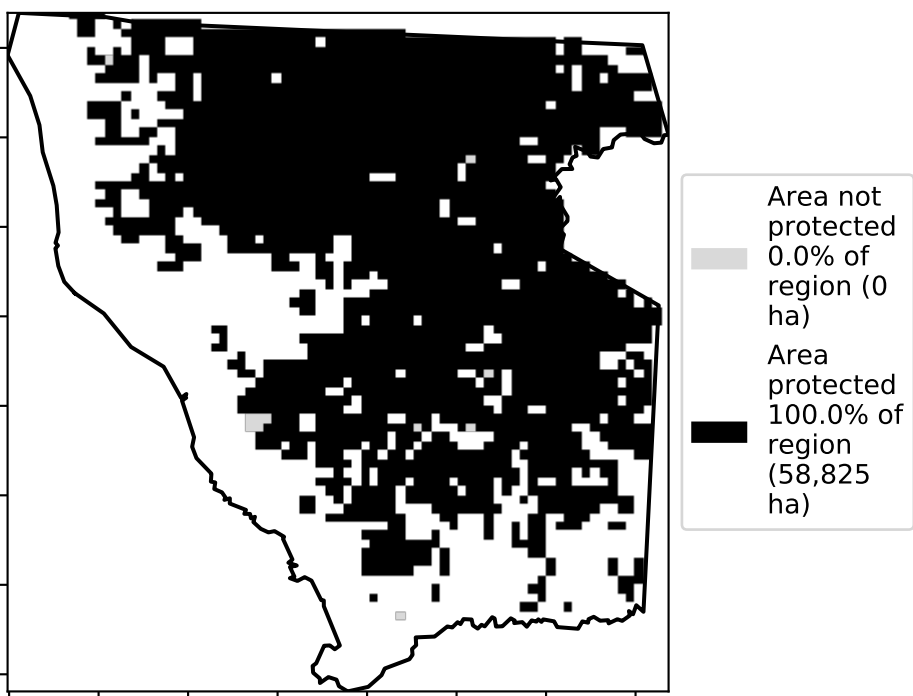 Area not
protected
0.0% of
region (0
ha)
Area
protected
100.0% of
region
(58,825
ha)